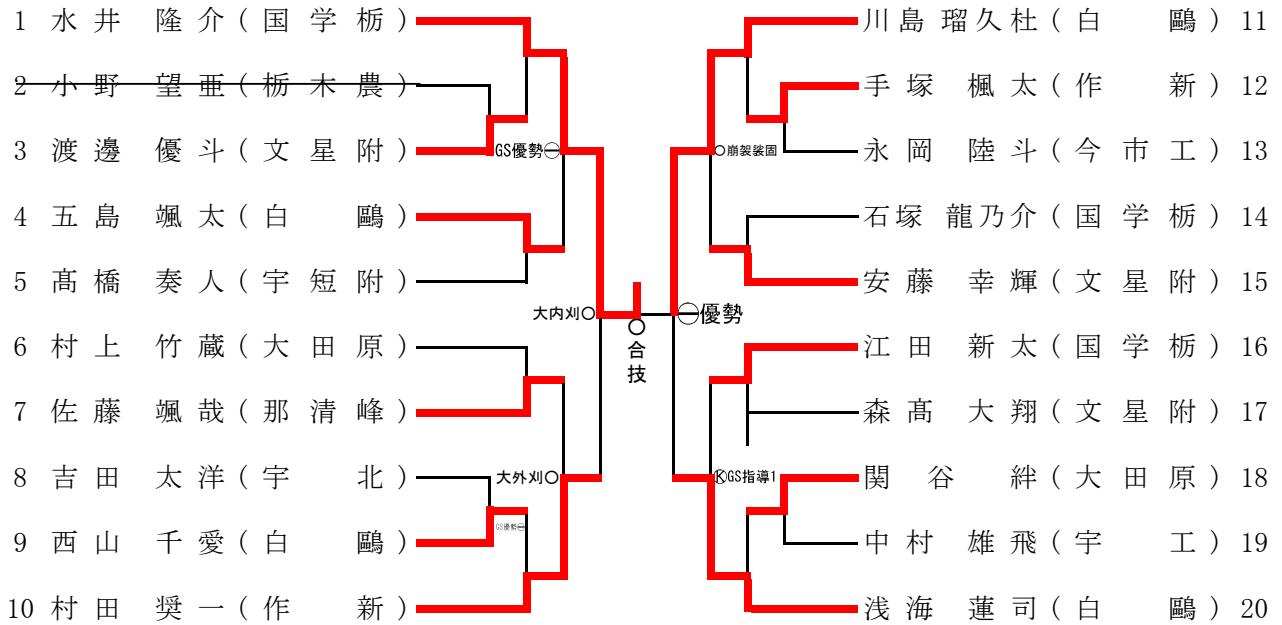 1 水井 隆介(国学栃)
2 小野 望亜(栃木農)
3 渡邊 優斗(文星附)
GS優勢㊀
4 五島 颯太(白鷗)
5 髙橋 奏人(宇短附)
大内刈○
6 村上 竹蔵(大田原)
7 佐藤 颯哉(那清峰)
8 吉田 太洋(宇北)
大外刈○
GS優勢㊀
9 西山 千愛(白鷗)
10 村田 奨一(作新)
○合技
川島 瑠久杜(白鷗) 11
手塚 楓太(作新) 12
○崩袈裟固
永岡 陸斗(今市工) 13
石塚 龍乃介(国学栃) 14
安藤 幸輝(文星附) 15
㊀優勢
江田 新太(国学栃) 16
森髙 大翔(文星附) 17
ⓀGS指導1
関谷 絆(大田原) 18
中村 雄飛(宇工) 19
浅海 蓮司(白鷗) 20